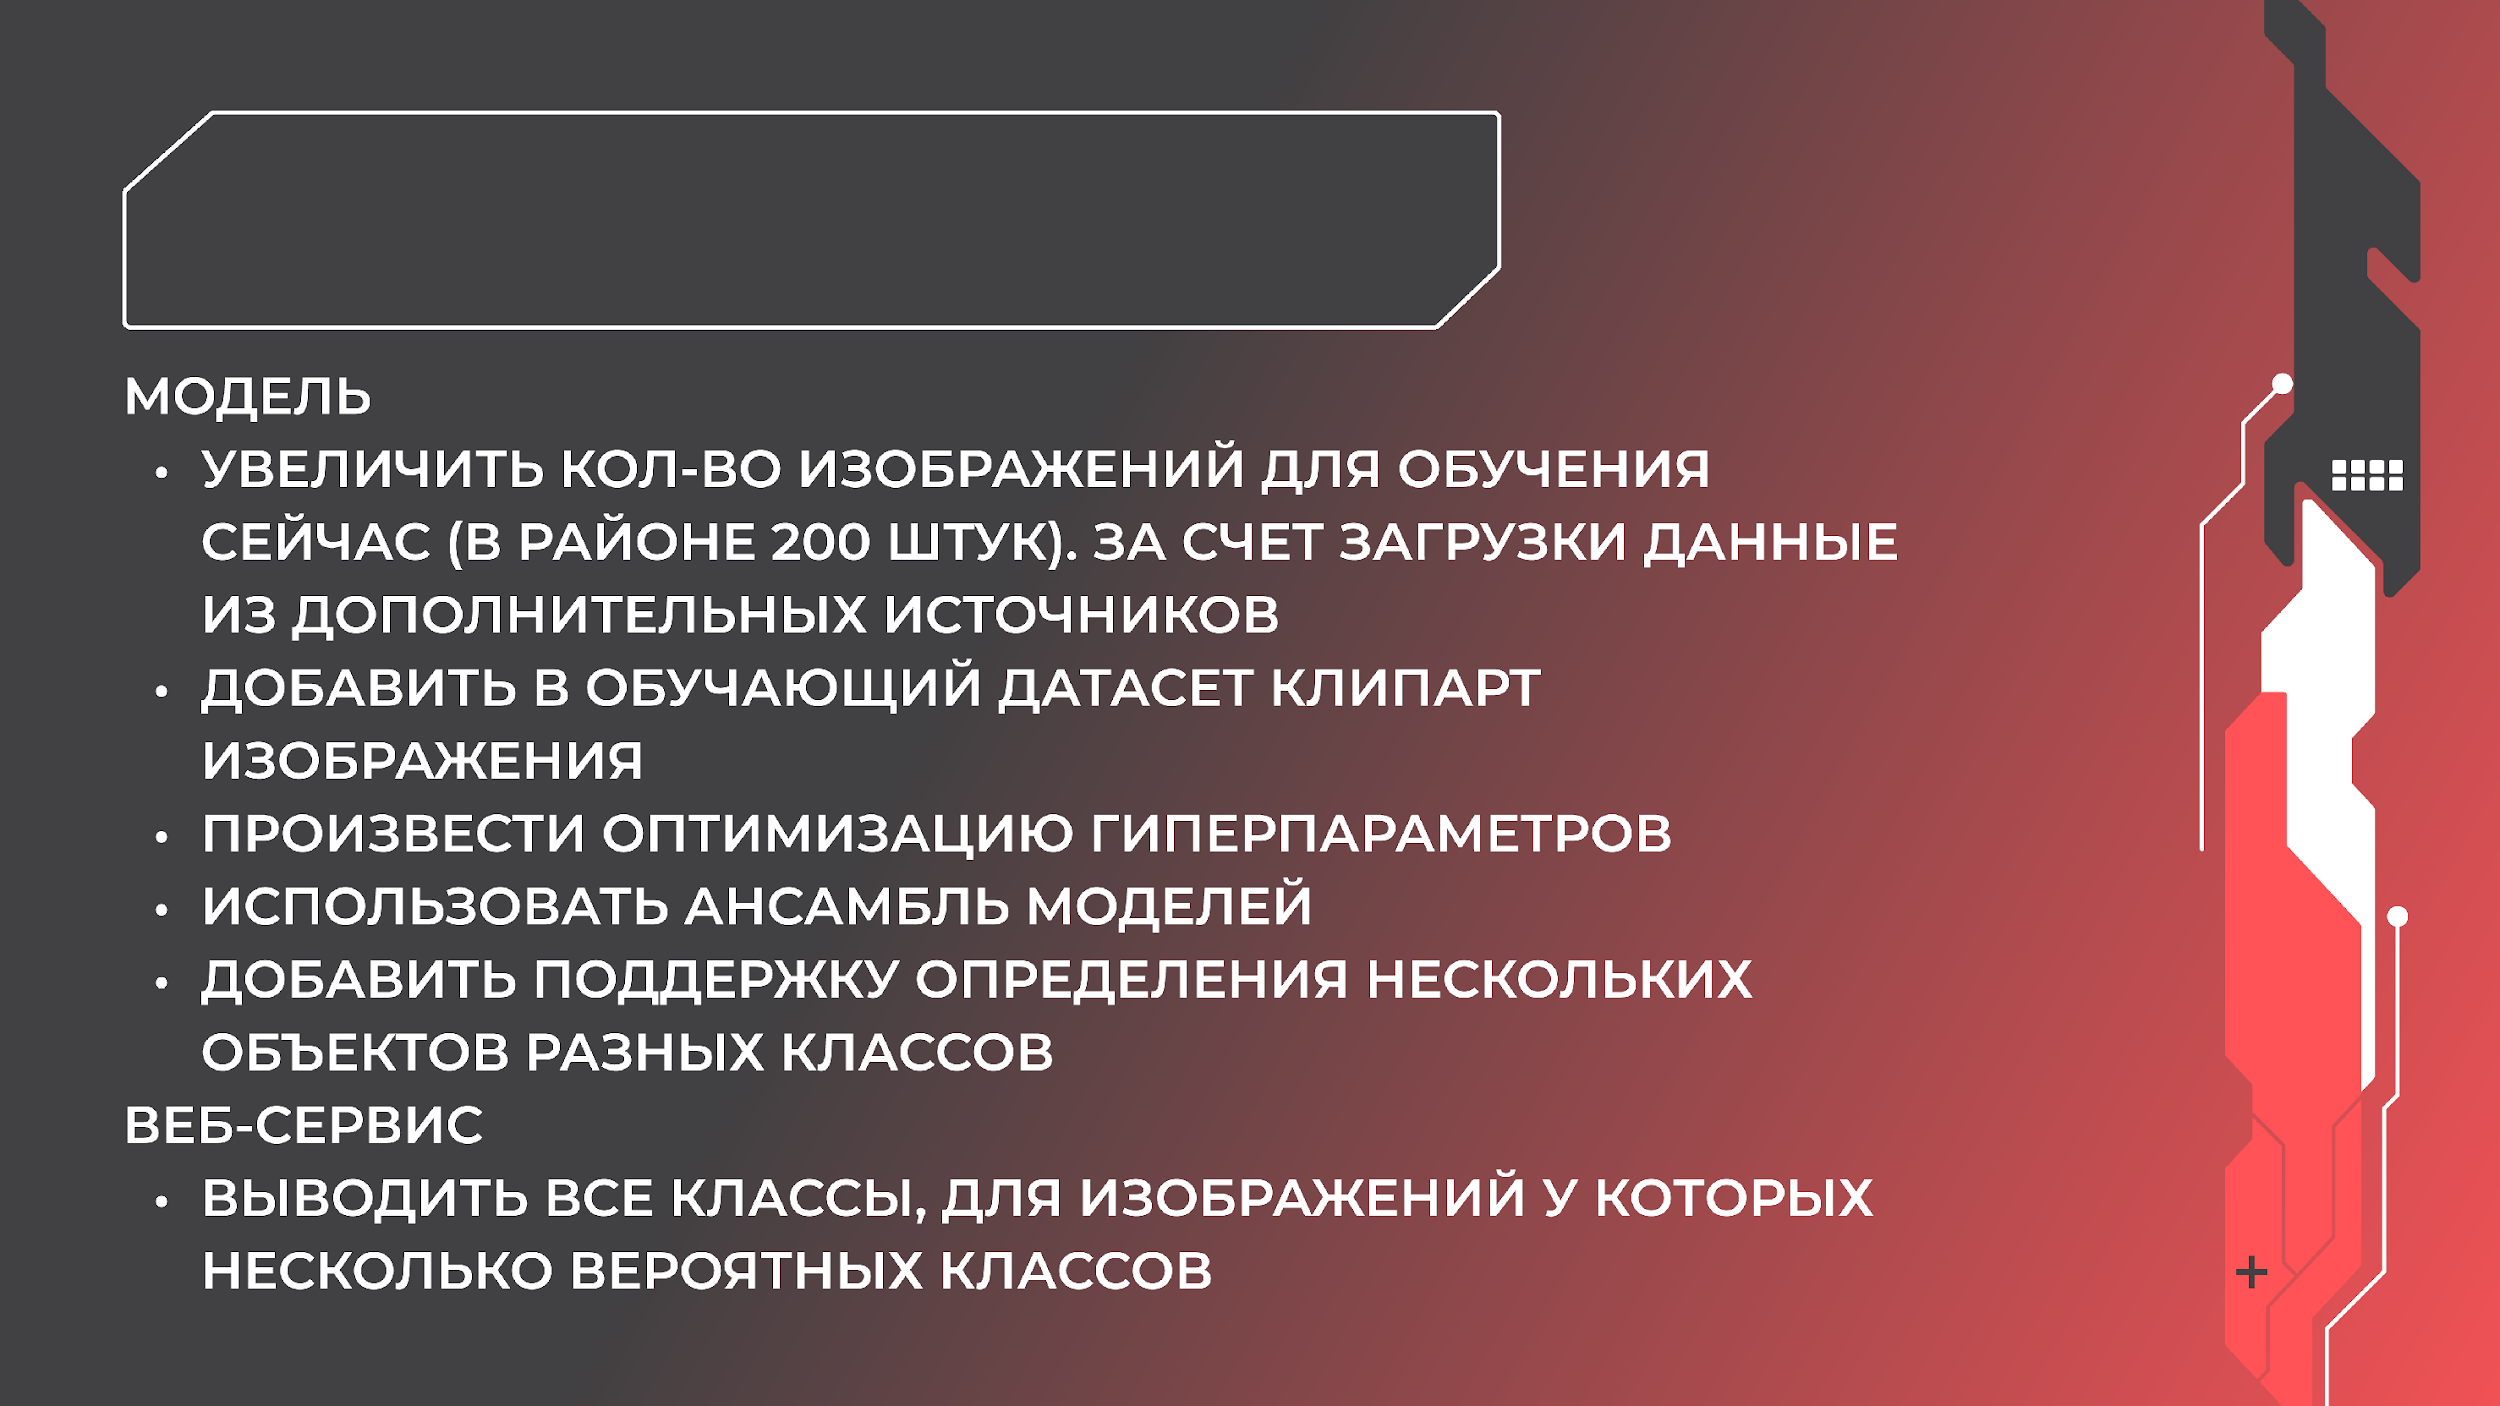 МОДЕЛЬ
• УВЕЛИЧИТЬ КОЛ-ВО ИЗОБРАЖЕНИЙ ДЛЯ ОБУЧЕНИЯ
СЕЙЧАС (В РАЙОНЕ 200 ШТУК). ЗА СЧЕТ ЗАГРУЗКИ ДАННЫЕ
ИЗ ДОПОЛНИТЕЛЬНЫХ ИСТОЧНИКОВ
• ДОБАВИТЬ В ОБУЧАЮЩИЙ ДАТАСЕТ КЛИПАРТ
ИЗОБРАЖЕНИЯ
• ПРОИЗВЕСТИ ОПТИМИЗАЦИЮ ГИПЕРПАРАМЕТРОВ
• ИСПОЛЬЗОВАТЬ АНСАМБЛЬ МОДЕЛЕЙ
• ДОБАВИТЬ ПОДДЕРЖКУ ОПРЕДЕЛЕНИЯ НЕСКОЛЬКИХ
ОБЪЕКТОВ РАЗНЫХ КЛАССОВ
ВЕБ-СЕРВИС
• ВЫВОДИТЬ ВСЕ КЛАССЫ, ДЛЯ ИЗОБРАЖЕНИЙ У КОТОРЫХ
НЕСКОЛЬКО ВЕРОЯТНЫХ КЛАССОВ